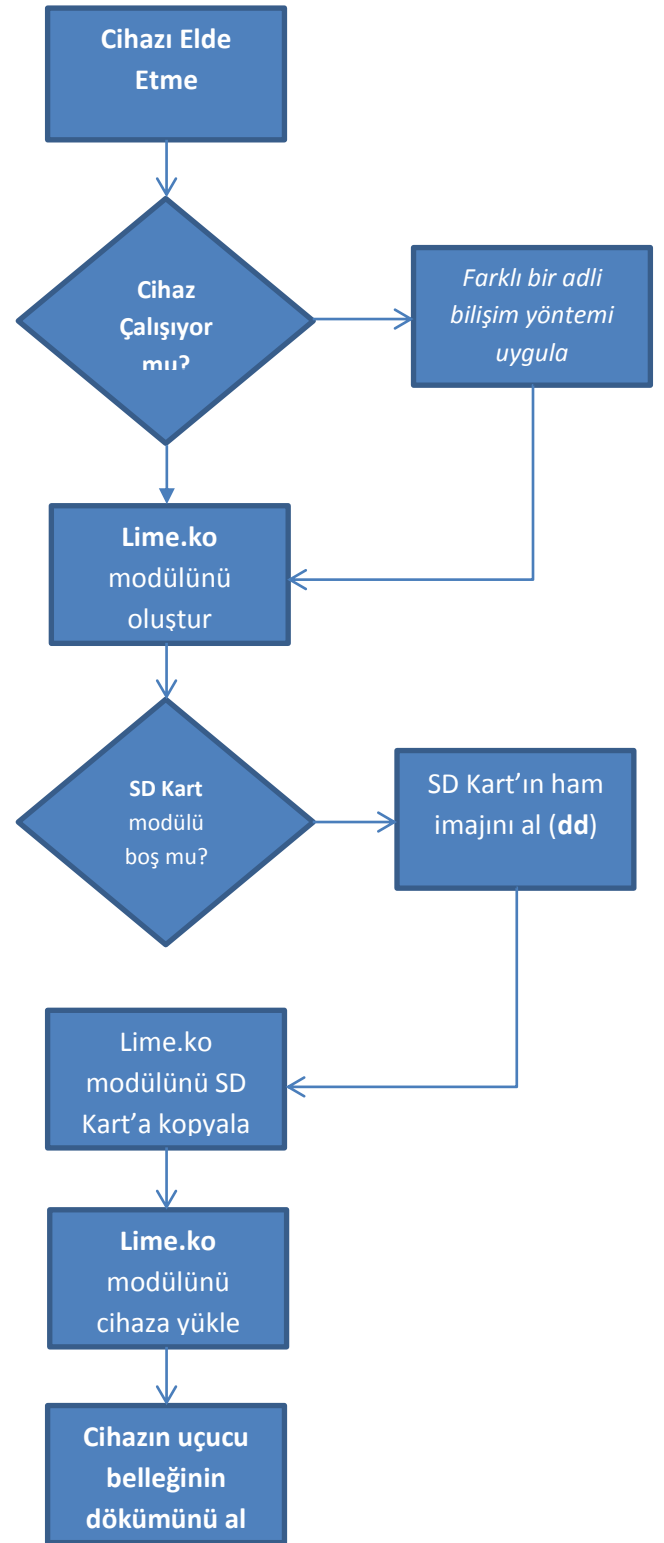 Cihazı Elde
Etme
Cihaz
Çalışıyor
mu?
Farklı bir adli
bilişim yöntemi
uygula
Lime.ko
modülünü
oluştur
SD Kart
modülü
boş mu?
SD Kart’ın ham
imajını al (dd)
Lime.ko
modülünü SD
Kart’a kopyala
Lime.ko
modülünü
cihaza yükle
Cihazın uçucu
belleğinin
dökümünü al